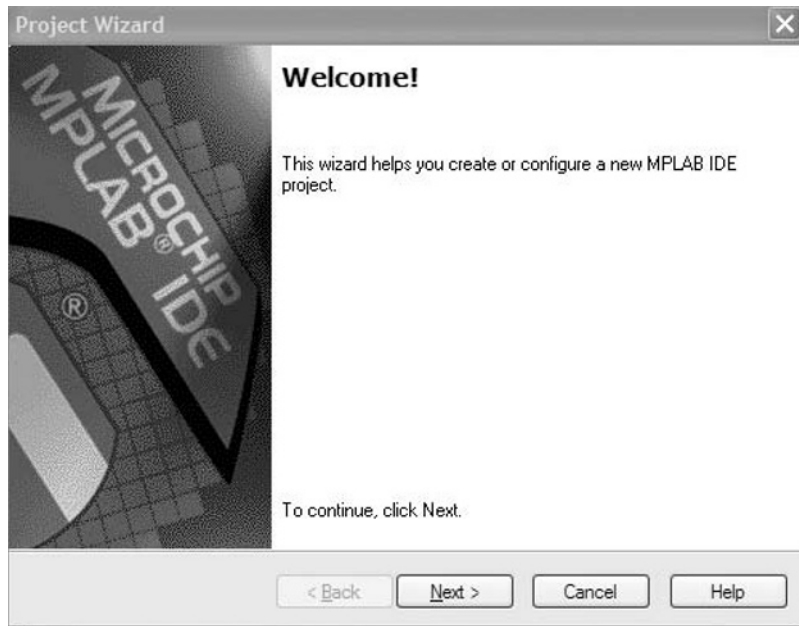 Project Wizard
MICROCHIP
MPLAB® IDE
®
Welcome!
This wizard helps you create or configure a new MPLAB IDE
project.
To continue, click Next.
< Back
Next >
Cancel
Help